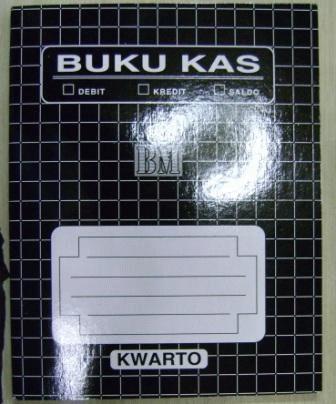 BUKU KAS
DEBIT KREDIT SALDO
BM
KWARTO